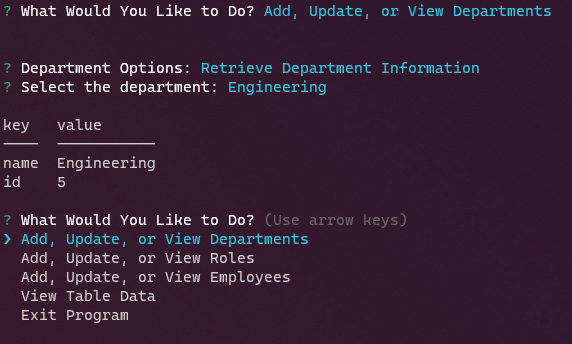 ? What Would You Like to Do? Add, Update, or View Departments
? Department Options: Retrieve Department Information
? Select the department: Engineering
key value
name Engineering
id 5
? What Would You Like to Do? (Use arrow keys)
❯ Add, Update, or View Departments
Add, Update, or View Roles
Add, Update, or View Employees
View Table Data
Exit Program